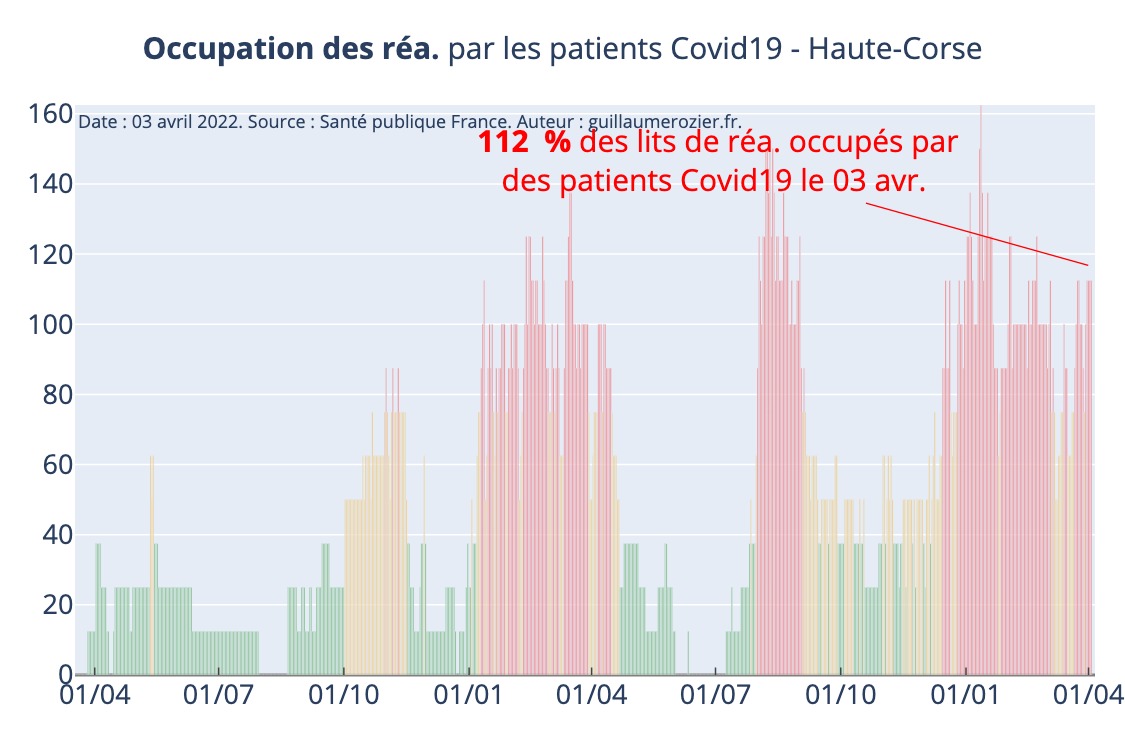 Occupation des réa. par les patients Covid19 - Haute-Corse
160
Date : 03 avril 2022. Source : Santé publique France. Auteur : guillaumerozier.fr.
112 % des lits de réa. occupés par
des patients Covid19 le 03 avr.
140
120
100
80
60
40
20
0
01/04 01/07 01/10 01/01 01/04 01/07 01/10 01/01 01/04